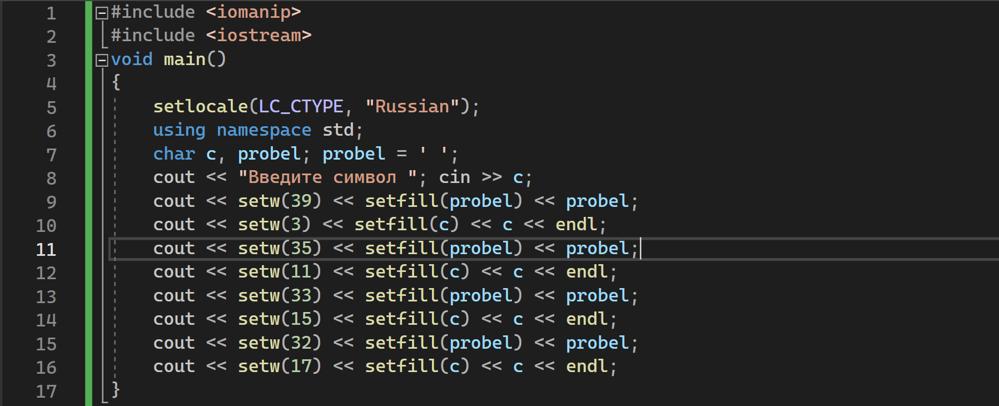 1 #include <iomanip>
2 #include <iostream>
3 void main()
4 {
5 setlocale(LC_CTYPE, "Russian");
6 using namespace std;
7 char c, probel; probel = ' ';
8 cout << "Введите символ "; cin >> c;
9 cout << setw(39) << setfill(probel) << probel;
10 cout << setw(3) << setfill(c) << c << endl;
11 cout << setw(35) << setfill(probel) << probel;
12 cout << setw(11) << setfill(c) << c << endl;
13 cout << setw(33) << setfill(probel) << probel;
14 cout << setw(15) << setfill(c) << c << endl;
15 cout << setw(32) << setfill(probel) << probel;
16 cout << setw(17) << setfill(c) << c << endl;
17 }